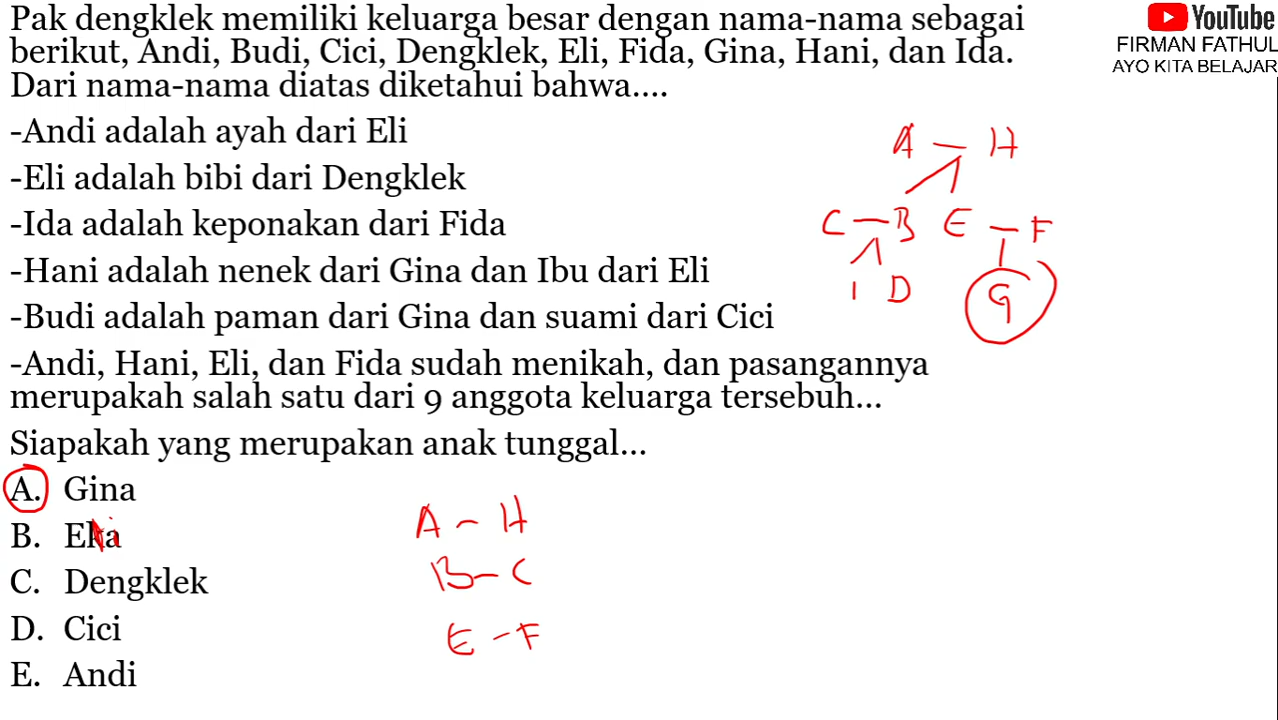 Pak dengklek memiliki keluarga besar dengan nama-nama sebagai
berikut, Andi, Budi, Cici, Dengklek, Eli, Fida, Gina, Hani, dan Ida.
Dari nama-nama diatas diketahui bahwa....
YouTube
FIRMAN FATHUL
AYO KITA BELAJAR
-Andi adalah ayah dari Eli
-Eli adalah bibi dari Dengklek
-Ida adalah keponakan dari Fida
-Hani adalah nenek dari Gina dan Ibu dari Eli
-Budi adalah paman dari Gina dan suami dari Cici
-Andi, Hani, Eli, dan Fida sudah menikah, dan pasangannya
merupakah salah satu dari 9 anggota keluarga tersebuh...
Siapakah yang merupakan anak tunggal...
A. Gina
B. Eka
C. Dengklek
D. Cici
E. Andi
A - H
C - B E - F
I D G
A - H
B - C
E - F